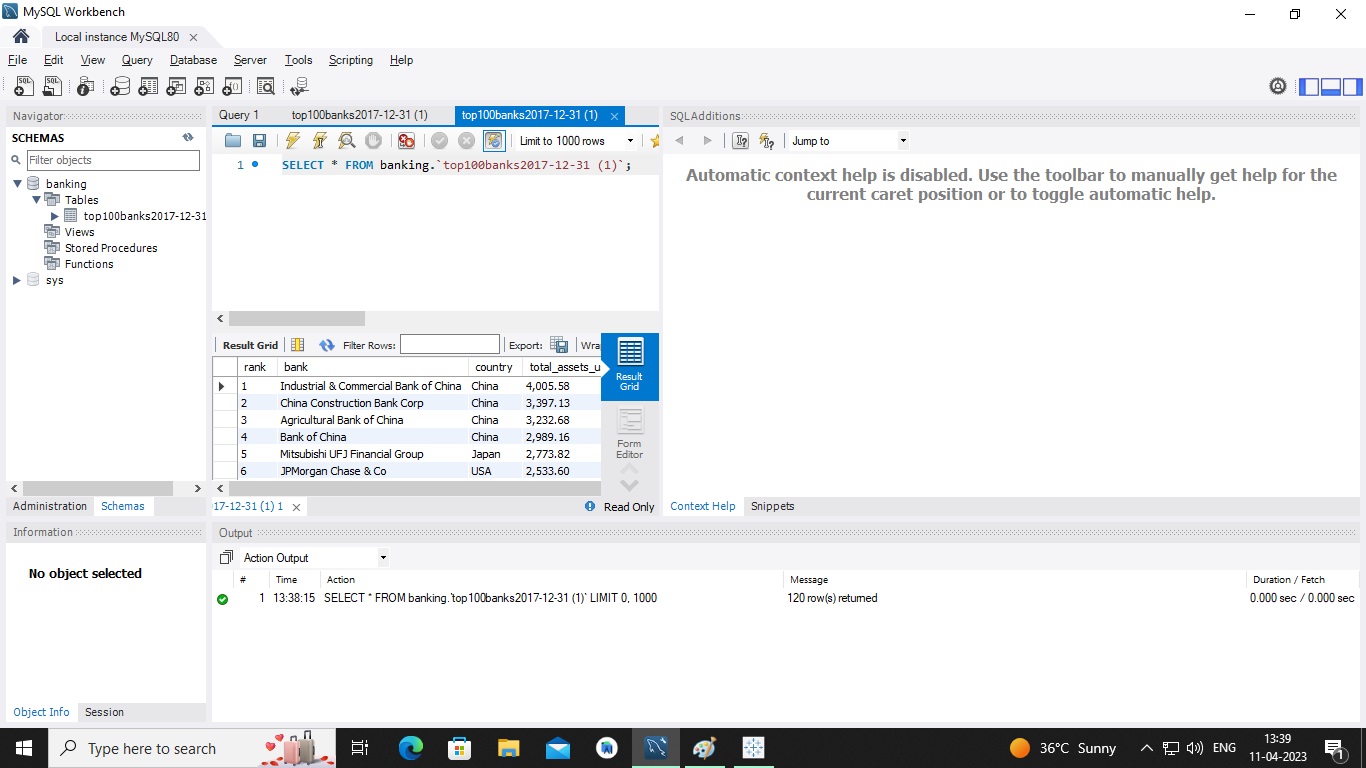 MySQL Workbench
Local instance MySQL80
File Edit View Query Database Server Tools Scripting Help
Navigator
SCHEMAS
Filter objects
banking
Tables
top100banks2017-12-31
Views
Stored Procedures
Functions
sys
Administration Schemas
Information
No object selected
Object Info Session
Query 1 top100banks2017-12-31 (1) top100banks2017-12-31 (1)
Limit to 1000 rows
1 SELECT * FROM banking.`top100banks2017-12-31 (1)`;
Result Grid Filter Rows: Export: Wra
rank bank country total_assets_u
1 Industrial & Commercial Bank of China China 4,005.58
2 China Construction Bank Corp China 3,397.13
3 Agricultural Bank of China China 3,232.68
4 Bank of China China 2,989.16
5 Mitsubishi UFJ Financial Group Japan 2,773.82
6 JPMorgan Chase & Co USA 2,533.60
Result
Grid
Form
Editor
17-12-31 (1) 1 Read Only
SQLAdditions
Jump to
Automatic context help is disabled. Use the toolbar to manually get help for the
current caret position or to toggle automatic help.
Context Help Snippets
Output
Action Output
# Time Action Message Duration / Fetch
1 13:38:15 SELECT * FROM banking.`top100banks2017-12-31 (1)` LIMIT 0, 1000 120 row(s) returned 0.000 sec / 0.000 sec
Type here to search
36°C Sunny
ENG
13:39
11-04-2023
1